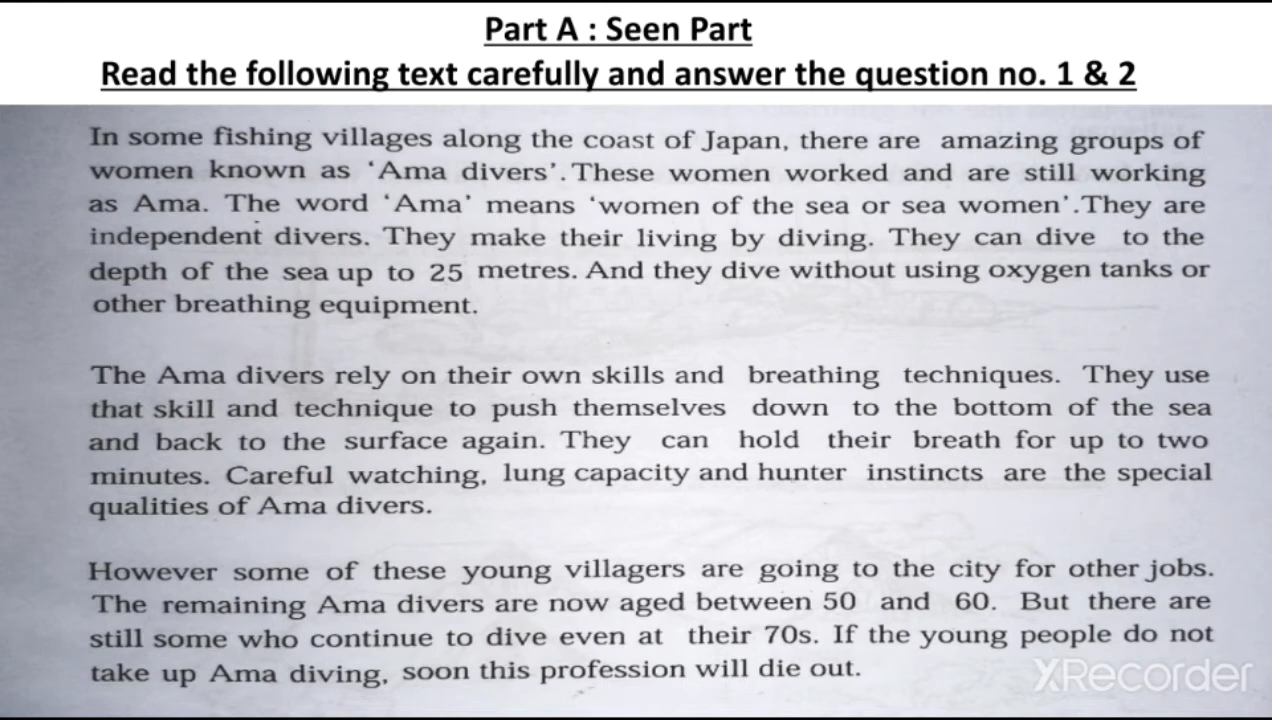 Part A : Seen Part
Read the following text carefully and answer the question no. 1 & 2
In some fishing villages along the coast of Japan, there are amazing groups of
women known as 'Ama divers'. These women worked and are still working
as Ama. The word 'Ama' means 'women of the sea or sea women'.They are
independent divers. They make their living by diving. They can dive to the
depth of the sea up to 25 metres. And they dive without using oxygen tanks or
other breathing equipment.
The Ama divers rely on their own skills and breathing techniques. They use
that skill and technique to push themselves down to the bottom of the sea
and back to the surface again. They can hold their breath for up to two
minutes. Careful watching, lung capacity and hunter instincts are the special
qualities of Ama divers.
However some of these young villagers are going to the city for other jobs.
The remaining Ama divers are now aged between 50 and 60. But there are
still some who continue to dive even at their 70s. If the young people do not
take up Ama diving, soon this profession will die out.
XRecorder